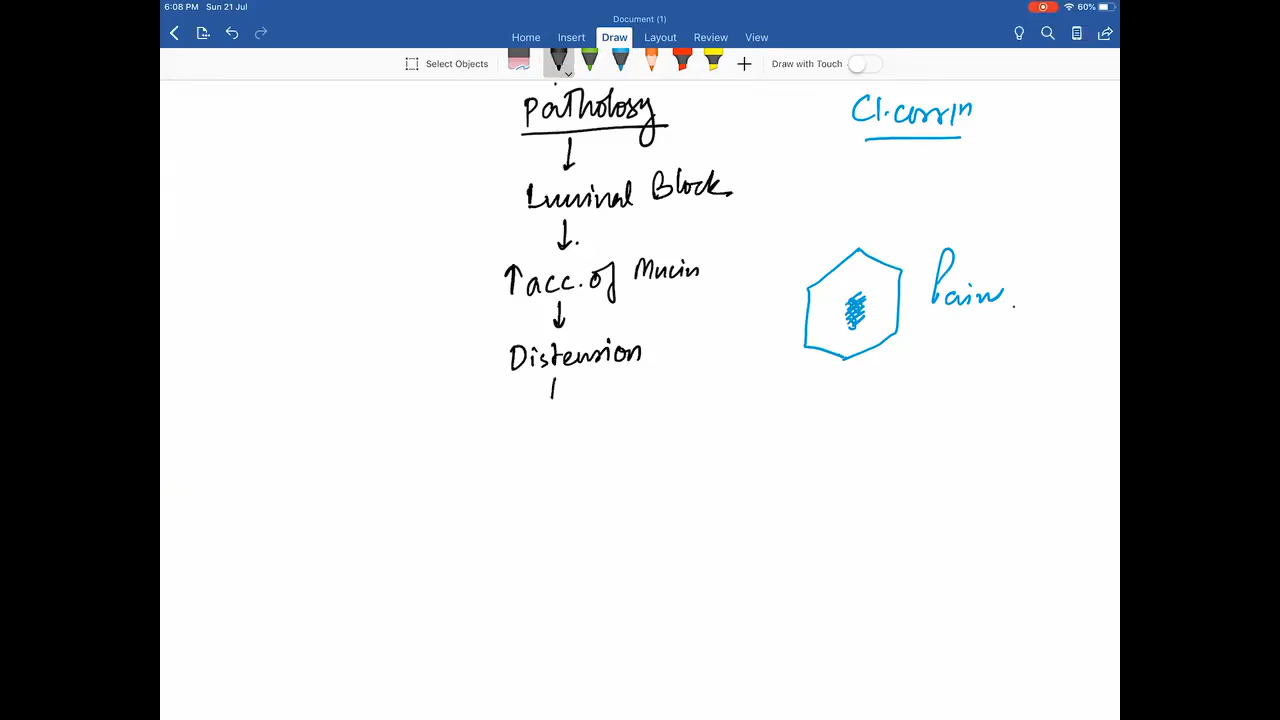 6:08 PM Sun 21 Jul 60%
Document (1)
Home Insert Draw Layout Review View
Select Objects Draw with Touch
Pathology Cl. corrⁿ
↓
Luminal Block
↓
↑ acc. of Mucin Pain.
↓
Distension